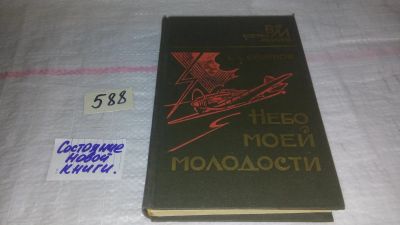 588
Состояние
новой
книги.
НЕБО
МОЕЙ
МОЛОДОСТИ